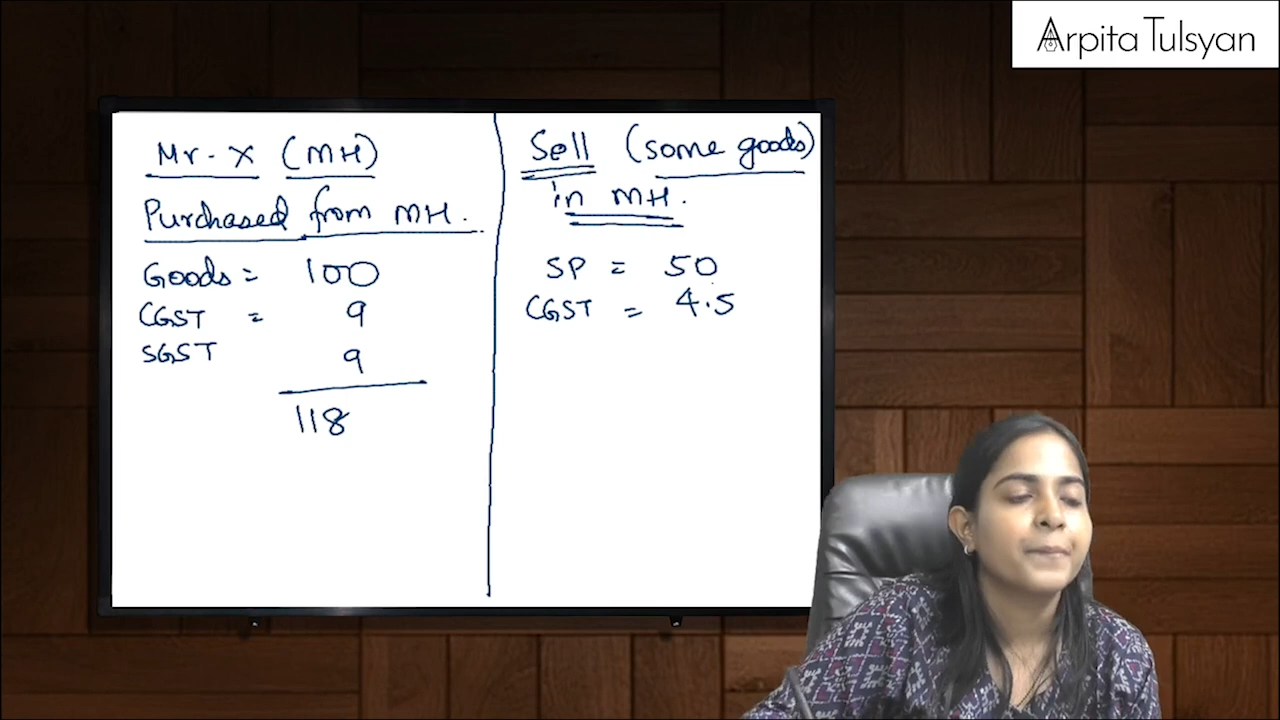 Arpita Tulsyan
Mr. X (MH)
Purchased from MH.
Goods = 100
CGST = 9
SGST 9
118
Sell (some goods)
in MH.
SP = 50
CGST = 4.5